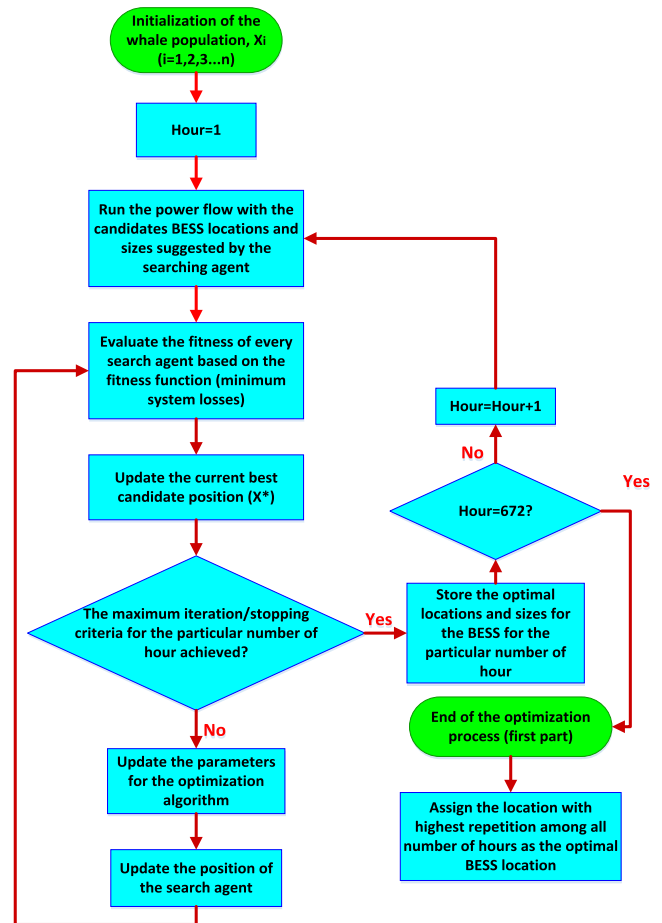 Initialization of the
whale population, Xi
(i=1,2,3...n)
Hour=1
Run the power flow with the
candidates BESS locations and
sizes suggested by the
searching agent
Evaluate the fitness of every
search agent based on the
fitness function (minimum
system losses)
Update the current best
candidate position (X*)
The maximum iteration/stopping
criteria for the particular number of
hour achieved?
No
Update the parameters
for the optimization
algorithm
Update the position of
the search agent
Yes
Store the optimal
locations and sizes for
the BESS for the
particular number of
hour
Hour=672?
No
Hour=Hour+1
Yes
End of the optimization
process (first part)
Assign the location with
highest repetition among all
number of hours as the optimal
BESS location